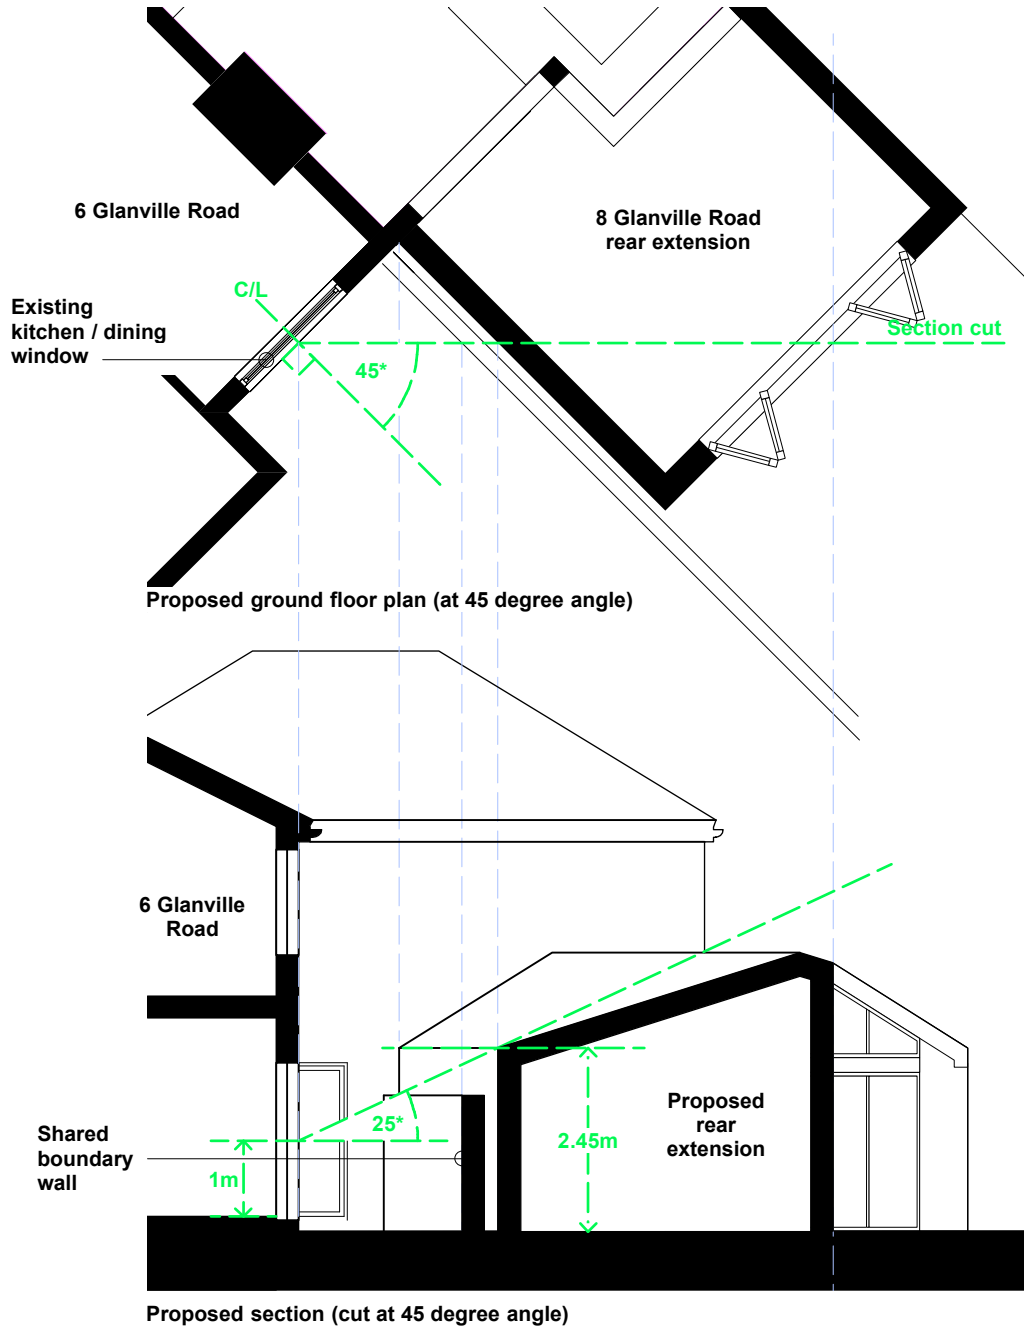 6 Glanville Road
8 Glanville Road
rear extension
C/L
Existing
kitchen / dining
window
Section cut
45*
Proposed ground floor plan (at 45 degree angle)
6 Glanville
Road
25*
Shared
boundary
wall
1m
2.45m
Proposed
rear
extension
Proposed section (cut at 45 degree angle)